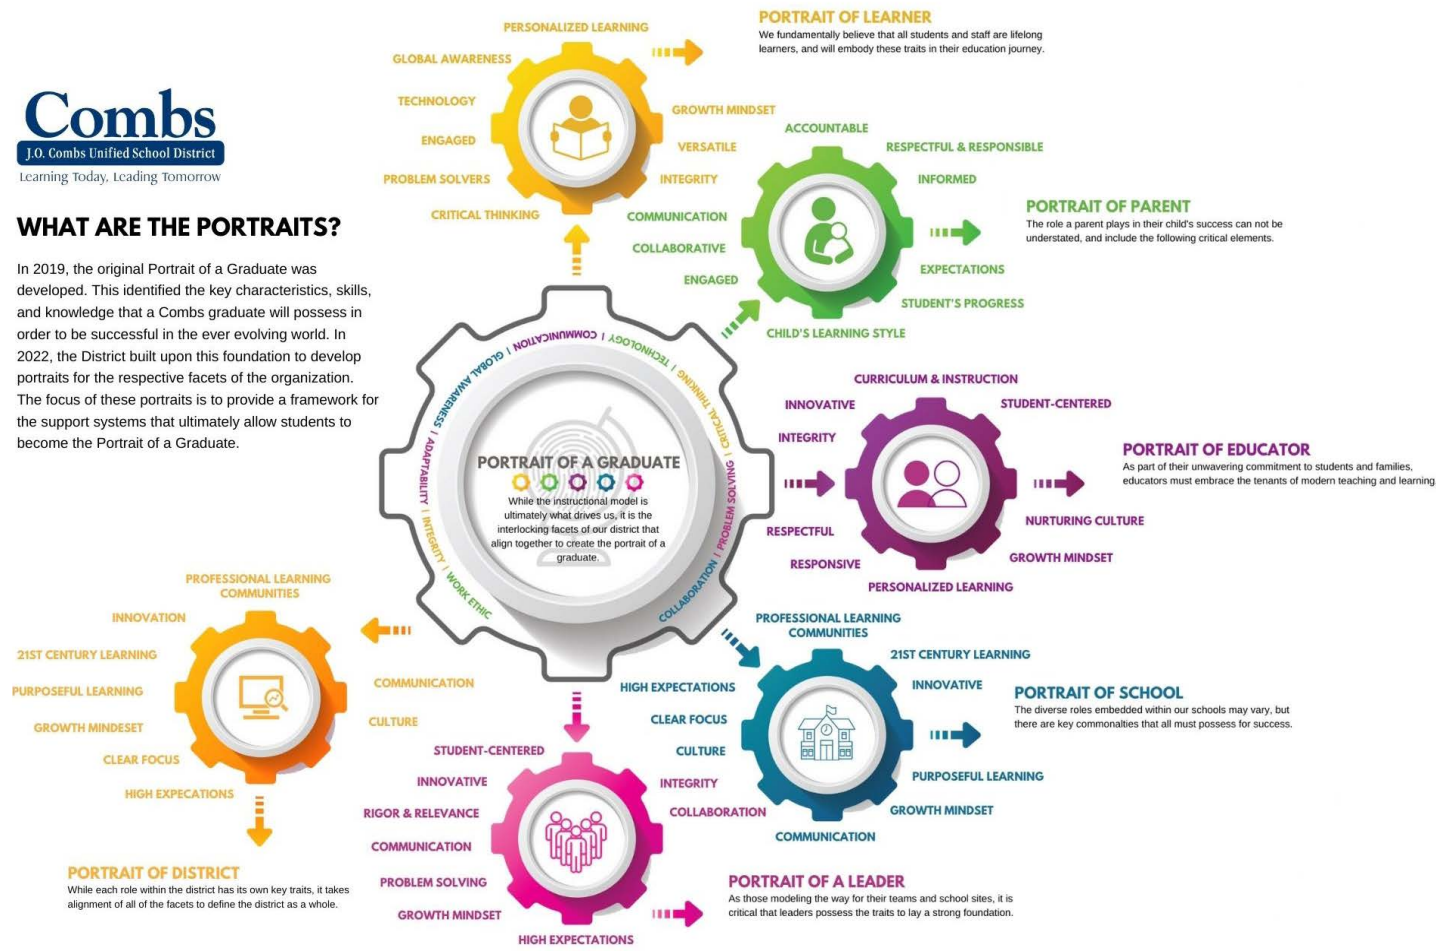 Combs
J.O. Combs Unified School District
Learning Today, Leading Tomorrow
WHAT ARE THE PORTRAITS?
In 2019, the original Portrait of a Graduate was
developed. This identified the key characteristics, skills,
and knowledge that a Combs graduate will possess in
order to be successful in the ever evolving world. In
2022, the District built upon this foundation to develop
portraits for the respective facets of the organization.
The focus of these portraits is to provide a framework for
the support systems that ultimately allow students to
become the Portrait of a Graduate.
PERSONALIZED LEARNING
GLOBAL AWARENESS
TECHNOLOGY
ENGAGED
PROBLEM SOLVERS
CRITICAL THINKING
GROWTH MINDSET
VERSATILE
INTEGRITY
PORTRAIT OF LEARNER
We fundamentally believe that all students and staff are lifelong
learners, and will embody these traits in their education journey.
ACCOUNTABLE
RESPECTFUL & RESPONSIBLE
INFORMED
COMMUNICATION
COLLABORATIVE
ENGAGED
EXPECTATIONS
STUDENT'S PROGRESS
CHILD'S LEARNING STYLE
PORTRAIT OF PARENT
The role a parent plays in their child's success can not be
understated, and include the following critical elements.
WORK ETHIC | INTEGRITY | ADAPTABILITY | GLOBAL AWARENESS | COMMUNICATION | TECHNOLOGY | CRITICAL THINKING | PROBLEM SOLVING | COLLABORATION
PORTRAIT OF A GRADUATE
While the instructional model is
ultimately what drives us, it is the
interlocking facets of our district that
align together to create the portrait of a
graduate.
CURRICULUM & INSTRUCTION
INNOVATIVE
STUDENT-CENTERED
INTEGRITY
RESPECTFUL
RESPONSIVE
PERSONALIZED LEARNING
NURTURING CULTURE
GROWTH MINDSET
PORTRAIT OF EDUCATOR
As part of their unwavering commitment to students and families,
educators must embrace the tenants of modern teaching and learning
PROFESSIONAL LEARNING
COMMUNITIES
21ST CENTURY LEARNING
INNOVATIVE
HIGH EXPECTATIONS
CLEAR FOCUS
CULTURE
INTEGRITY
COLLABORATION
COMMUNICATION
PURPOSEFUL LEARNING
GROWTH MINDSET
PORTRAIT OF SCHOOL
The diverse roles embedded within our schools may vary, but
there are key commonalties that all must possess for success.
STUDENT-CENTERED
INNOVATIVE
RIGOR & RELEVANCE
COMMUNICATION
PROBLEM SOLVING
GROWTH MINDSET
HIGH EXPECTATIONS
PORTRAIT OF A LEADER
As those modeling the way for their teams and school sites, it is
critical that leaders possess the traits to lay a strong foundation.
PROFESSIONAL LEARNING
COMMUNITIES
INNOVATION
21ST CENTURY LEARNING
PURPOSEFUL LEARNING
GROWTH MINDESET
CLEAR FOCUS
HIGH EXPECATIONS
COMMUNICATION
CULTURE
PORTRAIT OF DISTRICT
While each role within the district has its own key traits, it takes
alignment of all of the facets to define the district as a whole.